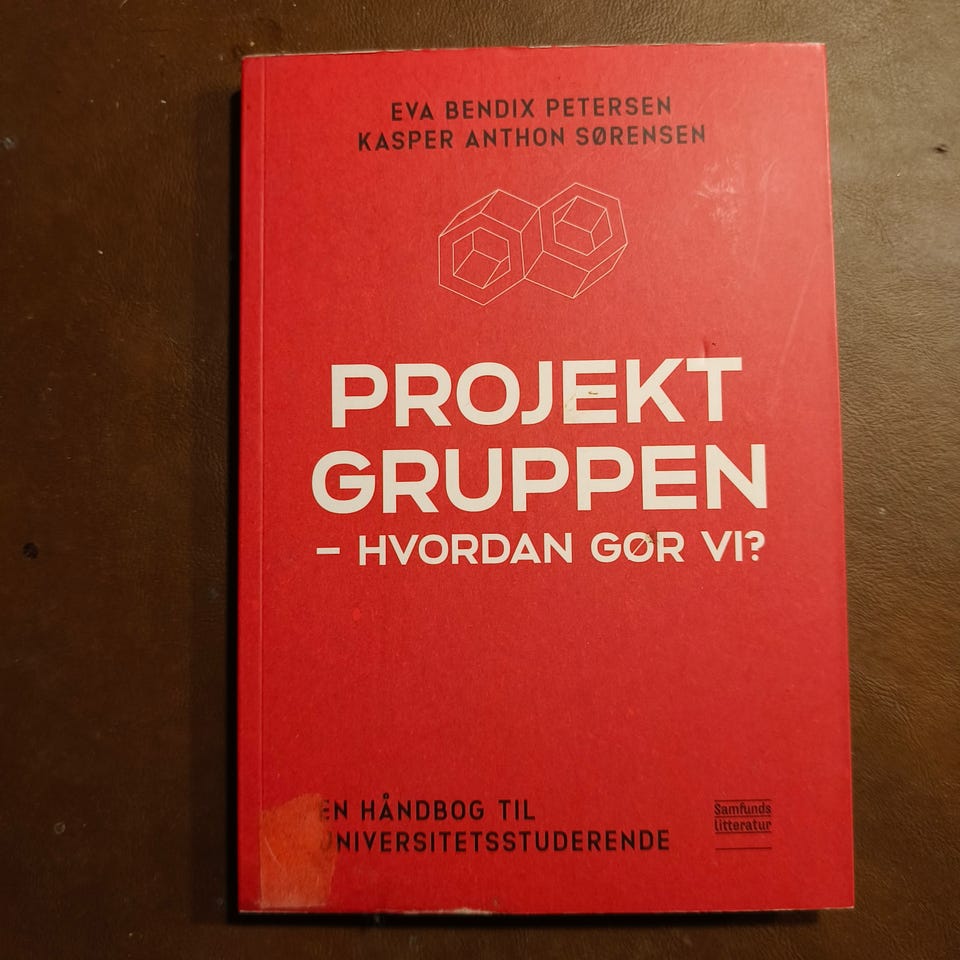 EVA BENDIX PETERSEN
KASPER ANTHON SØRENSEN
PROJEKT
GRUPPEN
– HVORDAN GØR VI?
EN HÅNDBOG TIL
UNIVERSITETSSTUDERENDE
Samfunds
litteratur